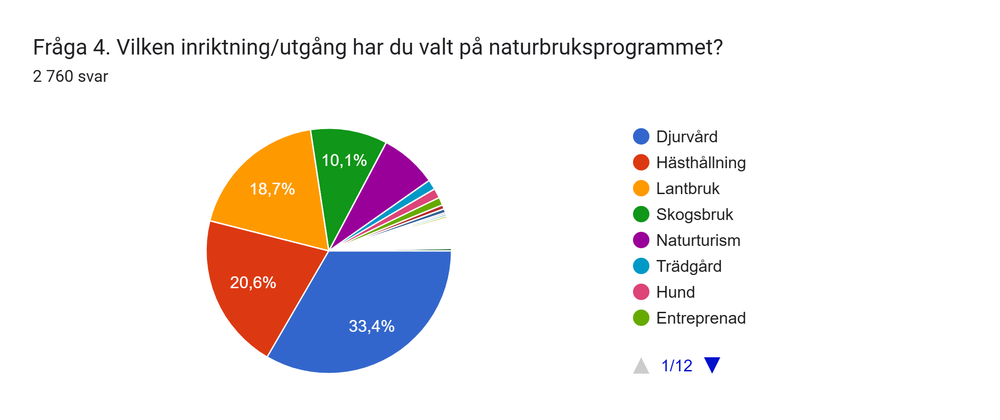 Fråga 4. Vilken inriktning/utgång har du valt på naturbruksprogrammet?
2 760 svar
10,1%
18,7%
20,6%
33,4%
Djurvård
Hästhållning
Lantbruk
Skogsbruk
Naturturism
Trädgård
Hund
Entreprenad
1/12